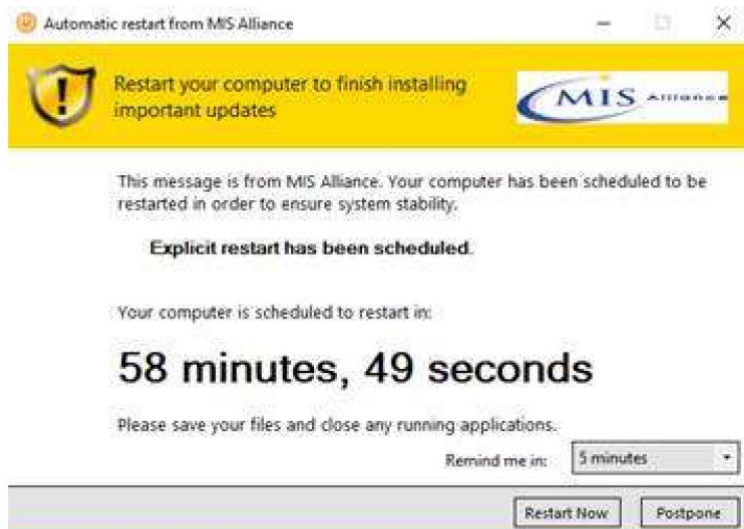 Automatic restart from MIS Alliance
Restart your computer to finish installing
important updates
MIS Alliance
This message is from MIS Alliance. Your computer has been scheduled to be
restarted in order to ensure system stability.
Explicit restart has been scheduled.
Your computer is scheduled to restart in:
58 minutes, 49 seconds
Please save your files and close any running applications.
Remind me in: 5 minutes
Restart Now Postpone